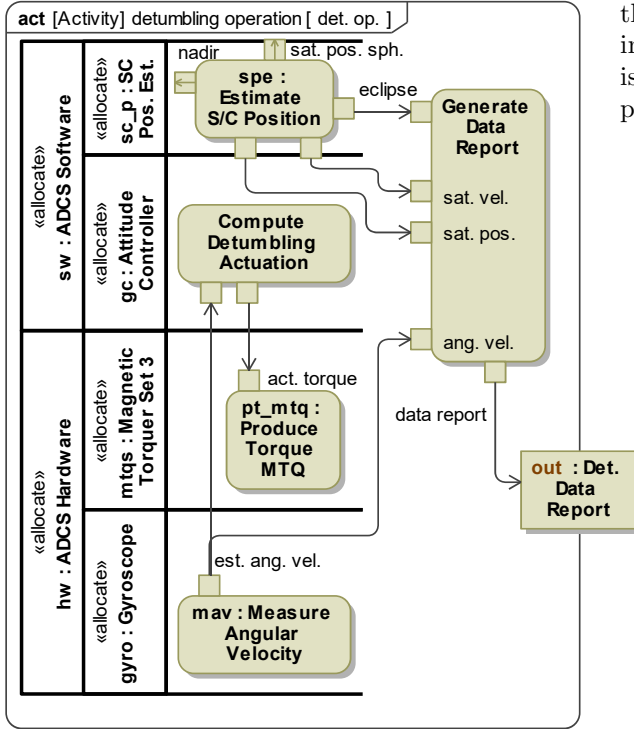 act [Activity] detumbling operation [ det. op. ]
«allocate»
sw : ADCS Software
«allocate»
sc_p : SC
Pos. Est.
nadir
sat. pos. sph.
spe :
Estimate
S/C Position
eclipse
Generate
Data
Report
sat. vel.
sat. pos.
ang. vel.
«allocate»
gc : Attitude
Controller
Compute
Detumbling
Actuation
«allocate»
hw : ADCS Hardware
«allocate»
mtqs : Magnetic
Torquer Set 3
act. torque
pt_mtq :
Produce
Torque
MTQ
data report
out : Det.
Data
Report
«allocate»
gyro : Gyroscope
est. ang. vel.
mav : Measure
Angular
Velocity